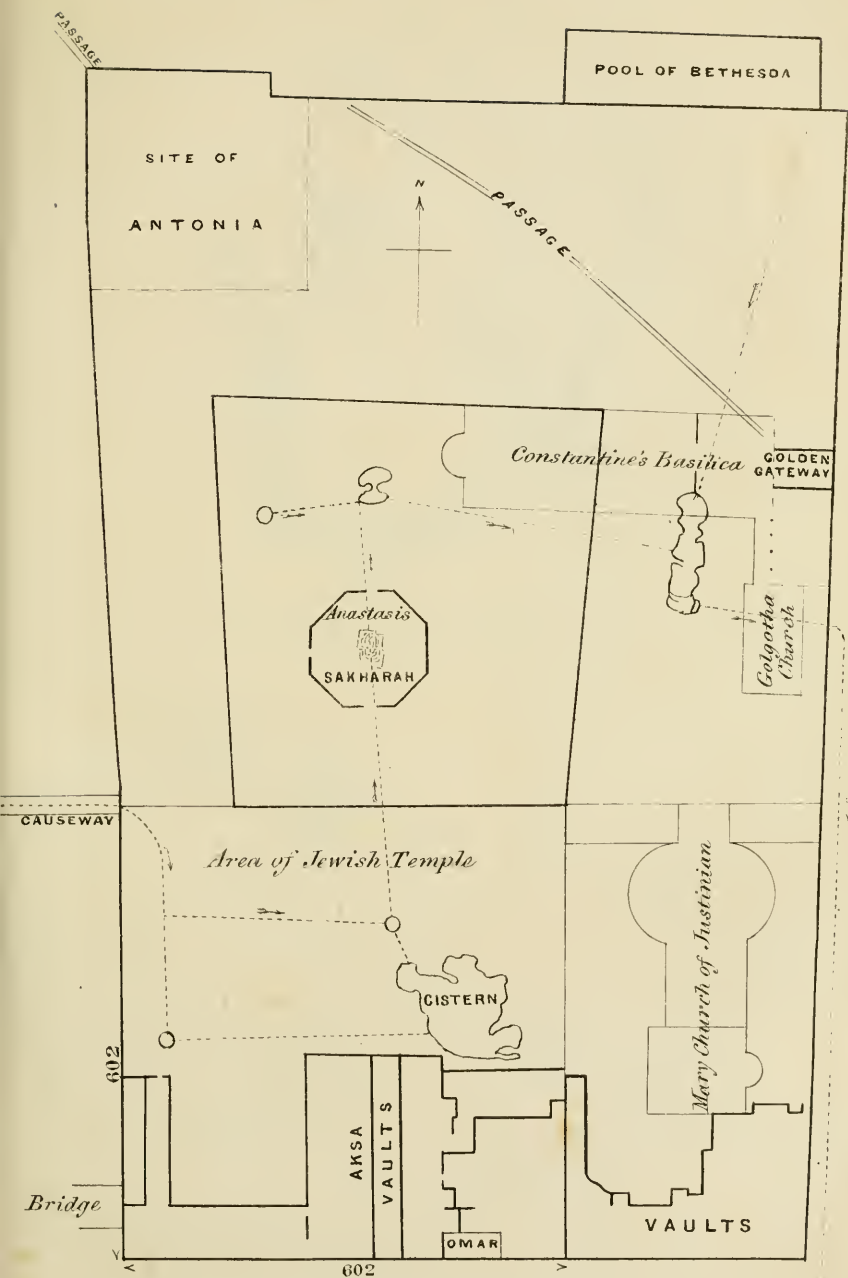 PASSAGE
POOL OF BETHESDA
SITE OF
ANTONIA
N
PASSAGE
Constantine's Basilica
GOLDEN
GATEWAY
Anastasis
SAKHARAH
Golgotha
Church
CAUSEWAY
Area of Jewish Temple
Mary Church of Justinian
CISTERN
602
AKSA
VAULTS
Bridge
VAULTS
OMAR
602